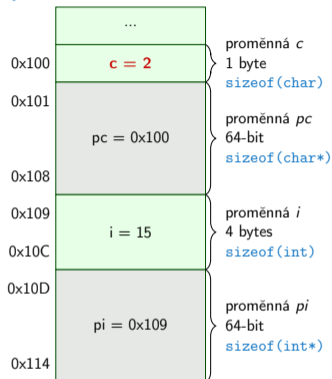 ...
0x100
c = 2
proměnná c
1 byte
sizeof(char)
0x101
pc = 0x100
0x108
proměnná pc
64-bit
sizeof(char*)
0x109
i = 15
0x10C
proměnná i
4 bytes
sizeof(int)
0x10D
pi = 0x109
0x114
proměnná pi
64-bit
sizeof(int*)